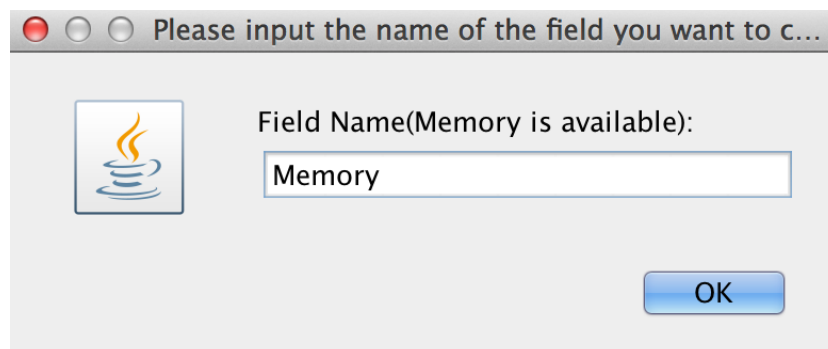 Please input the name of the field you want to c...
Field Name(Memory is available):
Memory
OK